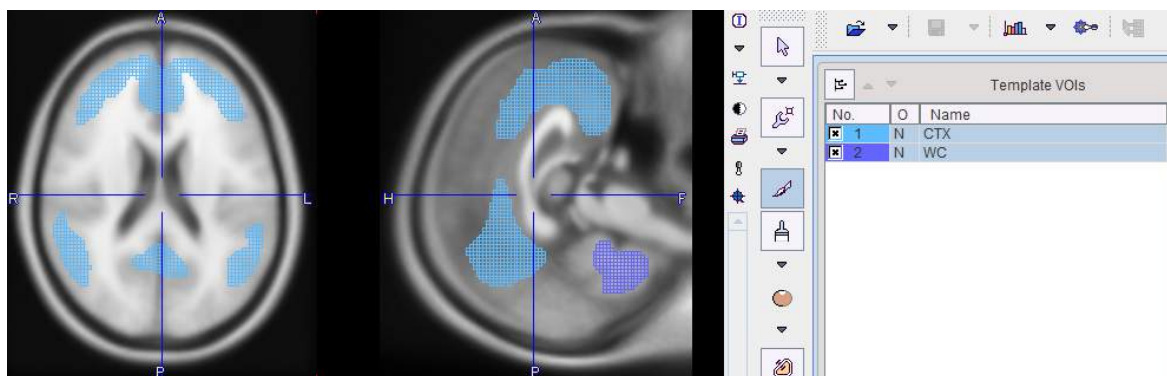 A
A
R
L
H
F
P
P
Template VOIs
No. O Name
1 N CTX
2 N WC